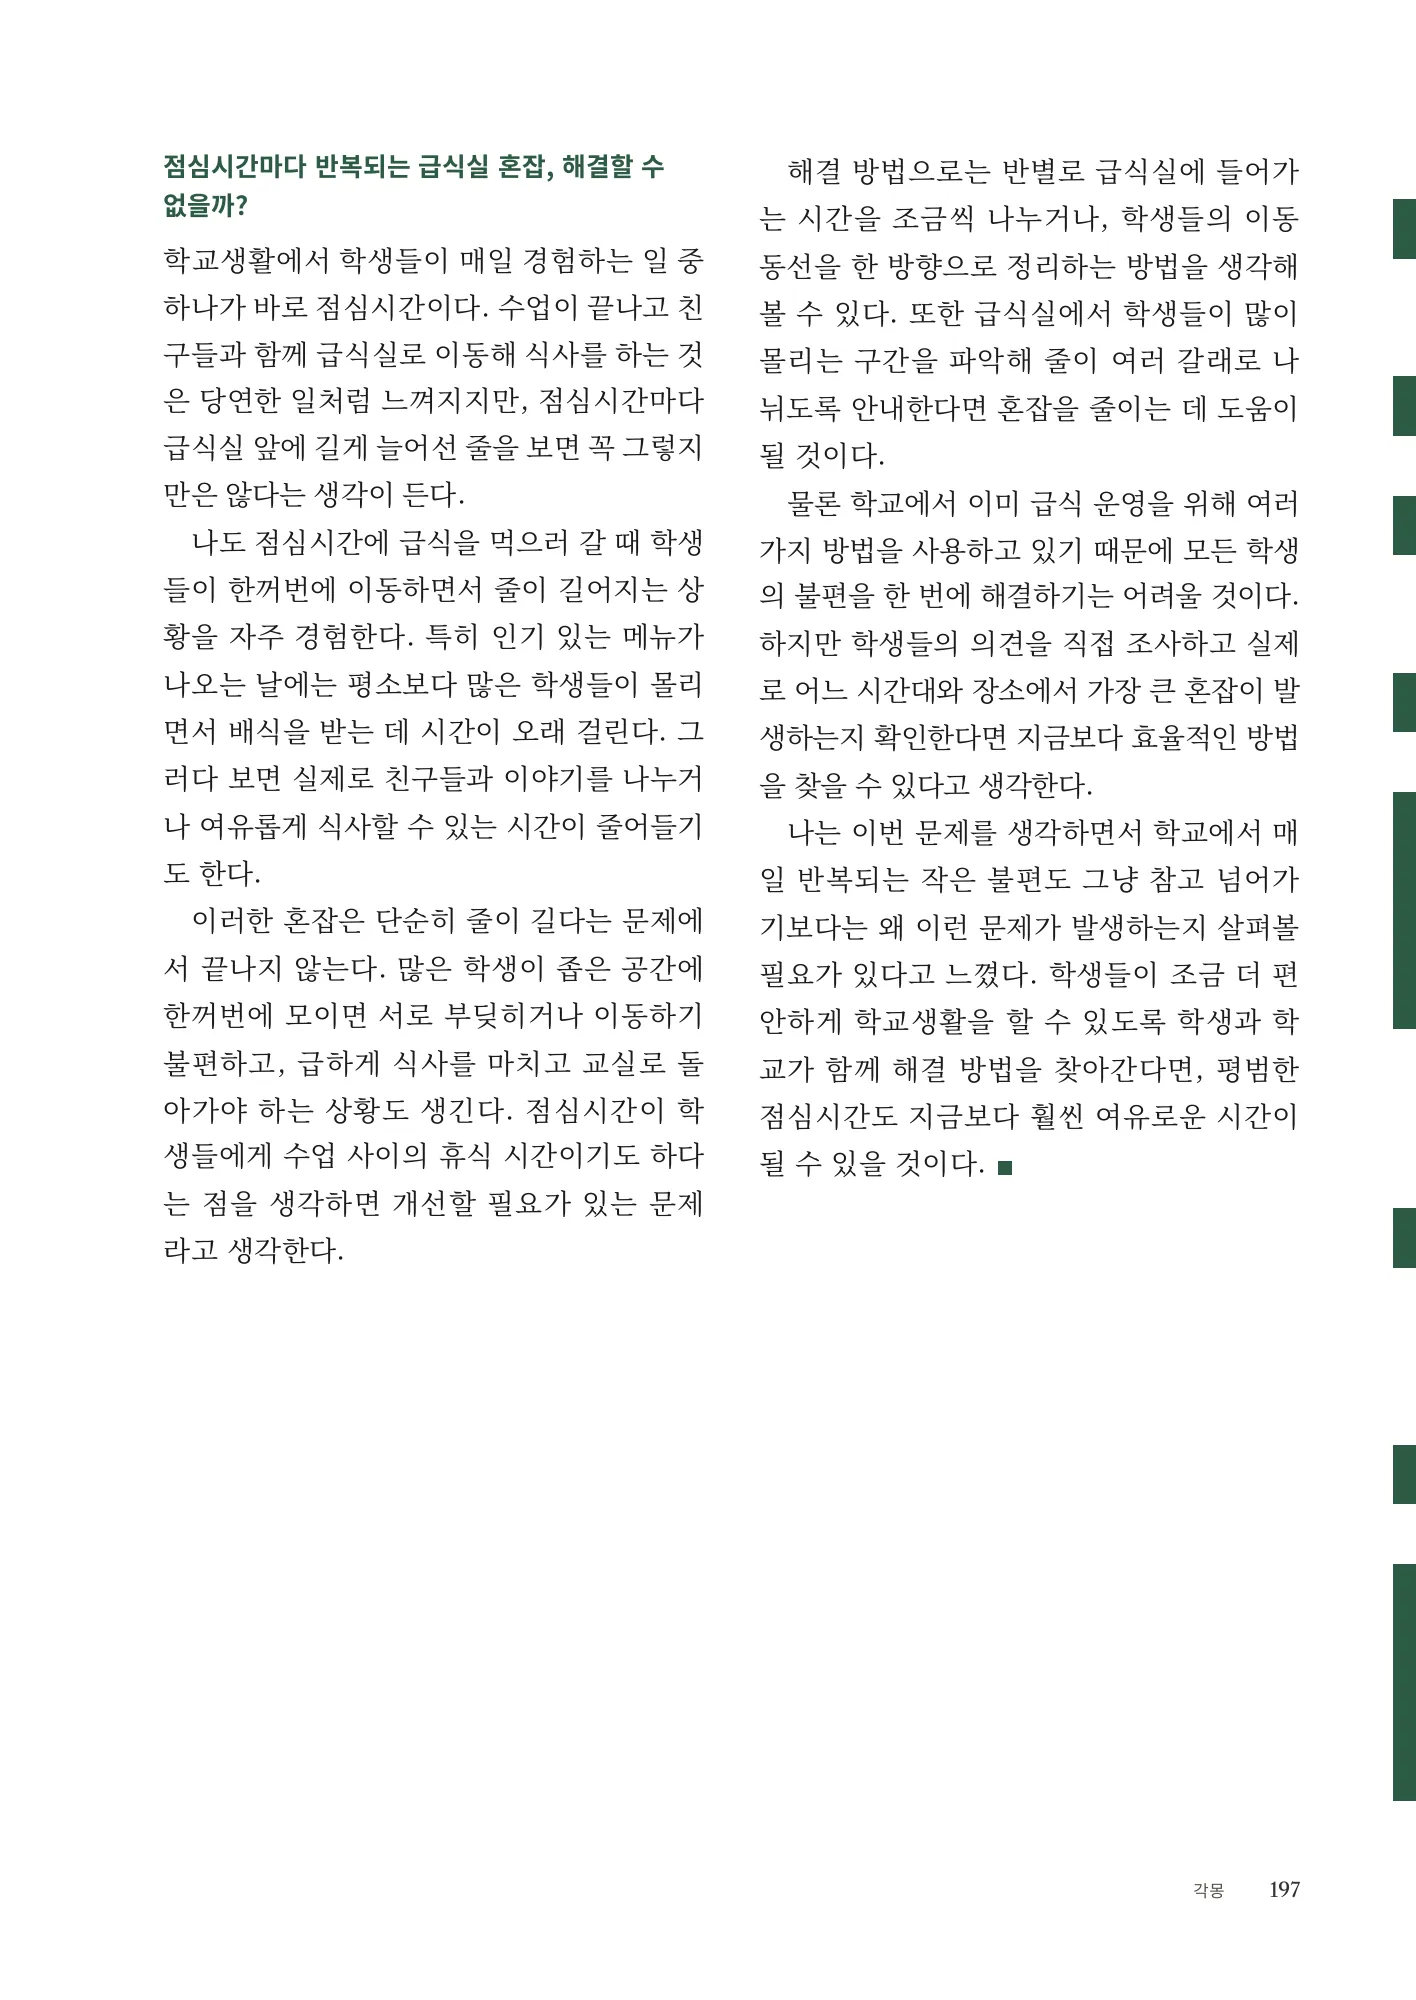 점심시간마다 반복되는 급식실 혼잡, 해결할 수
없을까?
학교생활에서 학생들이 매일 경험하는 일 중
하나가 바로 점심시간이다. 수업이 끝나고 친
구들과 함께 급식실로 이동해 식사를 하는 것
은 당연한 일처럼 느껴지지만, 점심시간마다
급식실 앞에 길게 늘어선 줄을 보면 꼭 그렇지
만은 않다는 생각이 든다.
나도 점심시간에 급식을 먹으러 갈 때 학생
들이 한꺼번에 이동하면서 줄이 길어지는 상
황을 자주 경험한다. 특히 인기 있는 메뉴가
나오는 날에는 평소보다 많은 학생들이 몰리
면서 배식을 받는 데 시간이 오래 걸린다. 그
러다 보면 실제로 친구들과 이야기를 나누거
나 여유롭게 식사할 수 있는 시간이 줄어들기
도 한다.
이러한 혼잡은 단순히 줄이 길다는 문제에
서 끝나지 않는다. 많은 학생이 좁은 공간에
한꺼번에 모이면 서로 부딪히거나 이동하기
불편하고, 급하게 식사를 마치고 교실로 돌
아가야 하는 상황도 생긴다. 점심시간이 학
생들에게 수업 사이의 휴식 시간이기도 하다
는 점을 생각하면 개선할 필요가 있는 문제
라고 생각한다.
해결 방법으로는 반별로 급식실에 들어가
는 시간을 조금씩 나누거나, 학생들의 이동
동선을 한 방향으로 정리하는 방법을 생각해
볼 수 있다. 또한 급식실에서 학생들이 많이
몰리는 구간을 파악해 줄이 여러 갈래로 나
뉘도록 안내한다면 혼잡을 줄이는 데 도움이
될 것이다.
물론 학교에서 이미 급식 운영을 위해 여러
가지 방법을 사용하고 있기 때문에 모든 학생
의 불편을 한 번에 해결하기는 어려울 것이다.
하지만 학생들의 의견을 직접 조사하고 실제
로 어느 시간대와 장소에서 가장 큰 혼잡이 발
생하는지 확인한다면 지금보다 효율적인 방법
을 찾을 수 있다고 생각한다.
나는 이번 문제를 생각하면서 학교에서 매
일 반복되는 작은 불편도 그냥 참고 넘어가
기보다는 왜 이런 문제가 발생하는지 살펴볼
필요가 있다고 느꼈다. 학생들이 조금 더 편
안하게 학교생활을 할 수 있도록 학생과 학
교가 함께 해결 방법을 찾아간다면, 평범한
점심시간도 지금보다 훨씬 여유로운 시간이
될 수 있을 것이다. ■
각몽 197